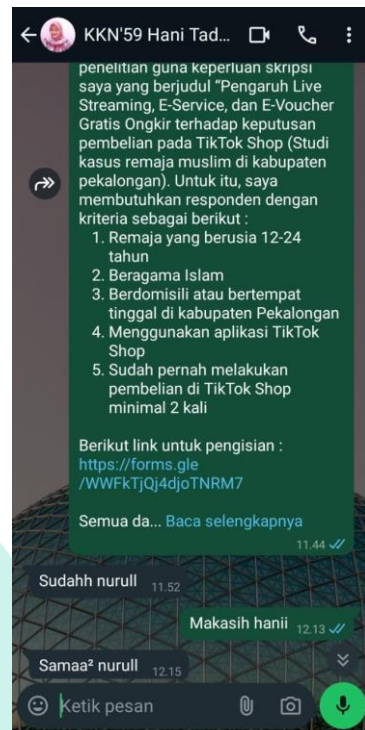 KKN'59 Hani Tad...
penelitian guna keperluan skripsi
saya yang berjudul “Pengaruh Live
Streaming, E-Service, dan E-Voucher
Gratis Ongkir terhadap keputusan
pembelian pada TikTok Shop (Studi
kasus remaja muslim di kabupaten
pekalongan). Untuk itu, saya
membutuhkan responden dengan
kriteria sebagai berikut :
1. Remaja yang berusia 12-24
tahun
2. Beragama Islam
3. Berdomisili atau bertempat
tinggal di kabupaten Pekalongan
4. Menggunakan aplikasi TikTok
Shop
5. Sudah pernah melakukan
pembelian di TikTok Shop
minimal 2 kali
Berikut link untuk pengisian :
https://forms.gle
/WWFkTjQj4djoTNRM7
Semua da... Baca selengkapnya
11.44
Sudahh nurull 11.52
Makasih hanii 12.13
Samaa² nurull 12.15
Ketik pesan